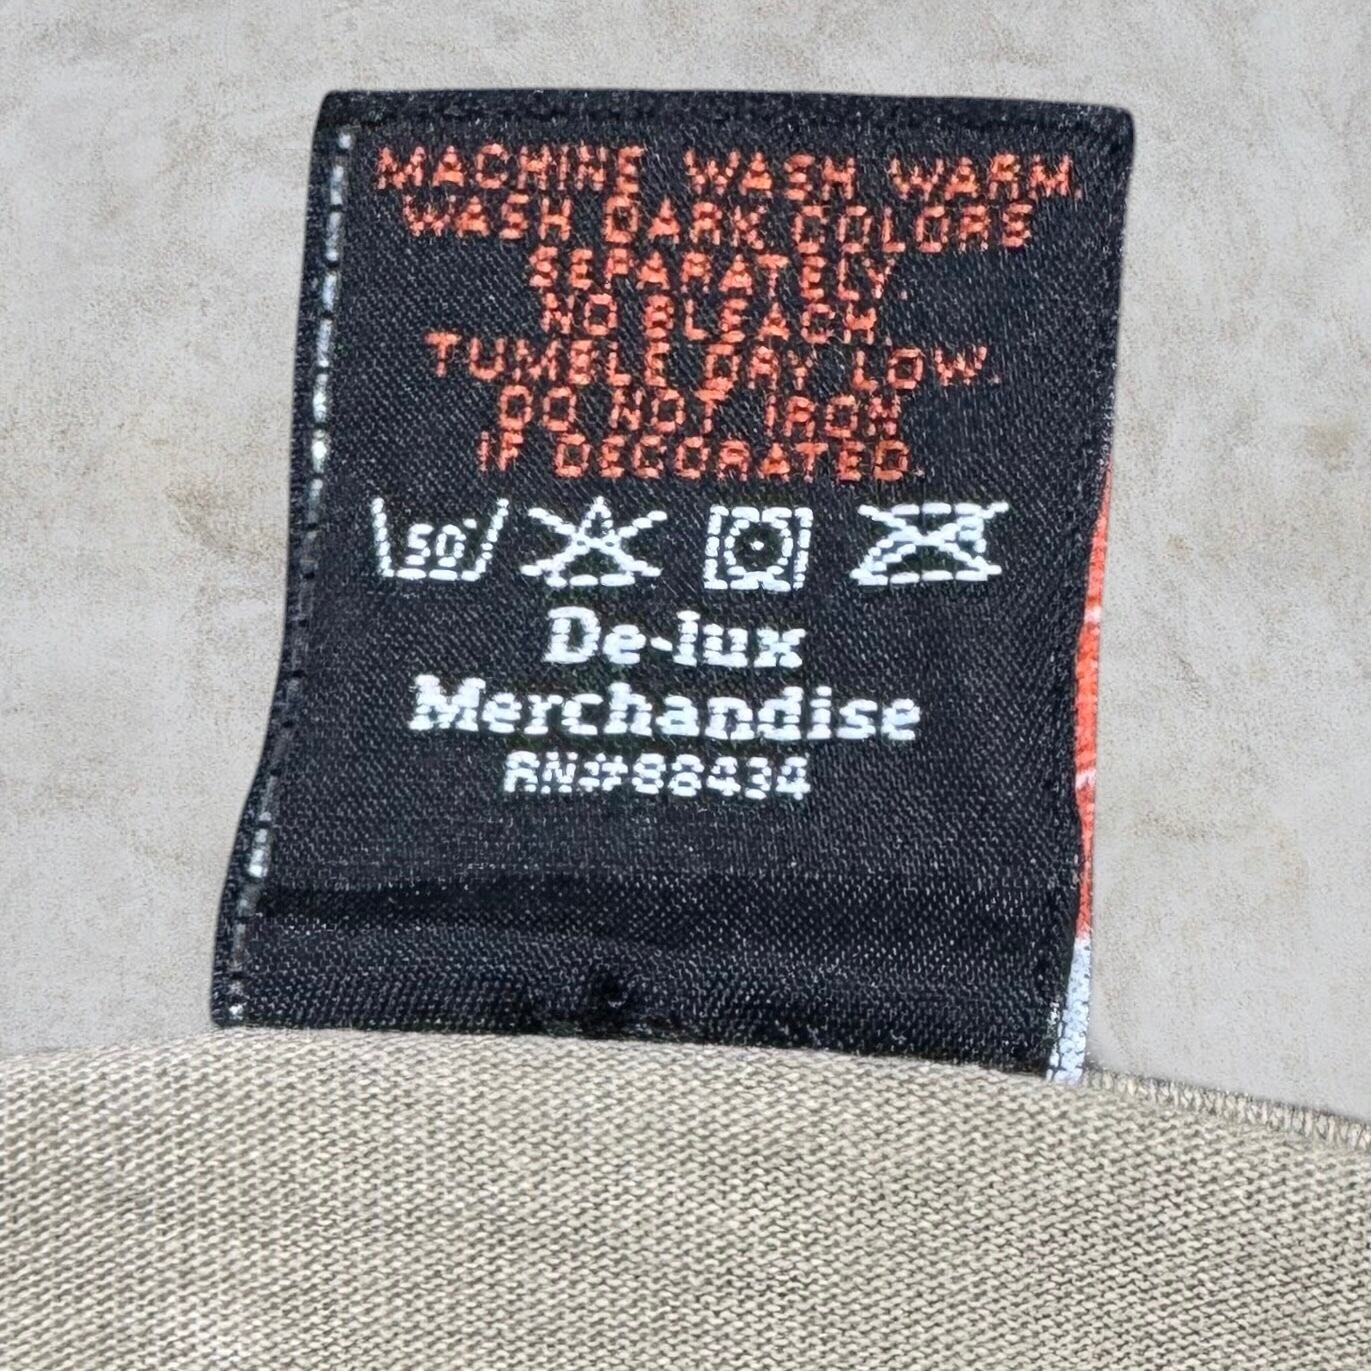 MACHINE WASH WARM
WASH DARK COLORS
SEPARATELY.
NO BLEACH.
TUMBLE DRY LOW.
DO NOT IRON
IF DECORATED.
50°
De-lux
Merchandise
RN#88434